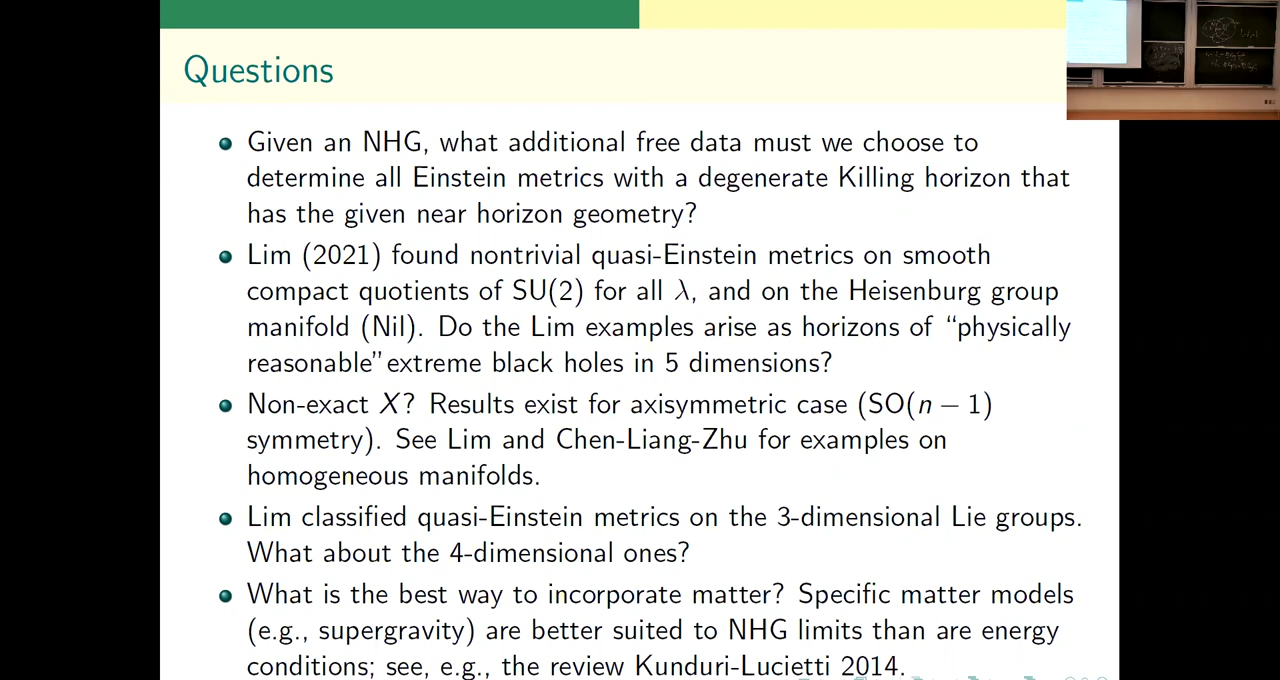 Questions
Given an NHG, what additional free data must we choose to
determine all Einstein metrics with a degenerate Killing horizon that
has the given near horizon geometry?
Lim (2021) found nontrivial quasi-Einstein metrics on smooth
compact quotients of SU(2) for all λ, and on the Heisenburg group
manifold (Nil). Do the Lim examples arise as horizons of “physically
reasonable” extreme black holes in 5 dimensions?
Non-exact X? Results exist for axisymmetric case (SO(n − 1)
symmetry). See Lim and Chen-Liang-Zhu for examples on
homogeneous manifolds.
Lim classified quasi-Einstein metrics on the 3-dimensional Lie groups.
What about the 4-dimensional ones?
What is the best way to incorporate matter? Specific matter models
(e.g., supergravity) are better suited to NHG limits than are energy
conditions; see, e.g., the review Kunduri-Lucietti 2014.